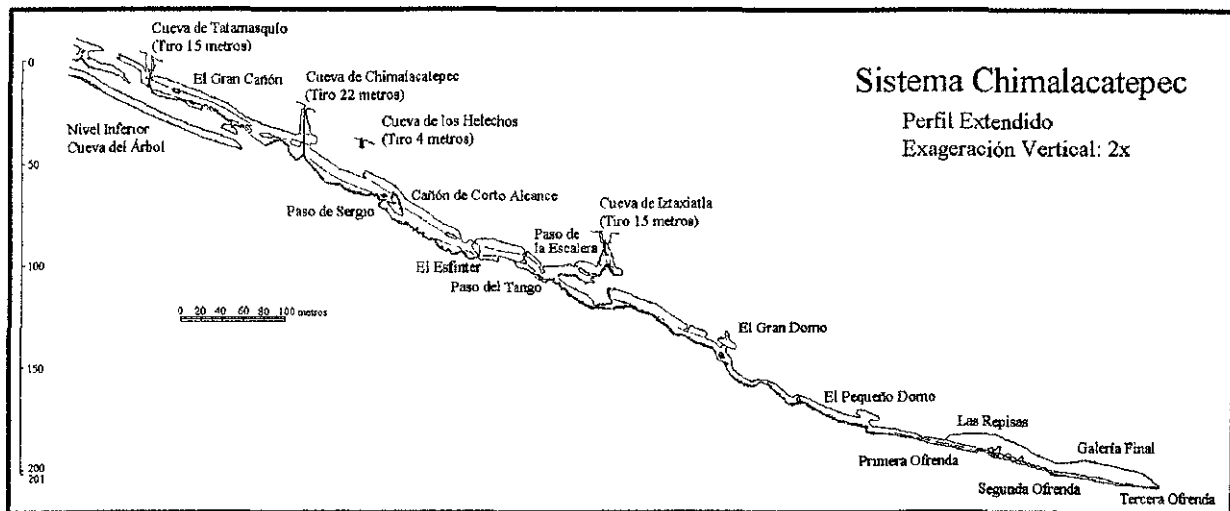 Sistema Chimalacatepec
Perfil Extendido
Exageración Vertical: 2x
Cueva de Tatamasquío
(Tiro 15 metros)
El Gran Cañón
Cueva de Chimalacatepec
(Tiro 22 metros)
Cueva de los Helechos
(Tiro 4 metros)
Nivel Inferior
Cueva del Árbol
Cañón de Corto Alcance
Paso de Sergio
Cueva de Iztaxiatla
(Tiro 15 metros)
Paso de
la Escalera
El Esfinter
Paso del Tango
El Gran Domo
El Pequeño Domo
Las Repisas
Primera Ofrenda
Galería Final
Segunda Ofrenda
Tercera Ofrenda
0
50
100
150
200
201
0 20 40 60 80 100 metros